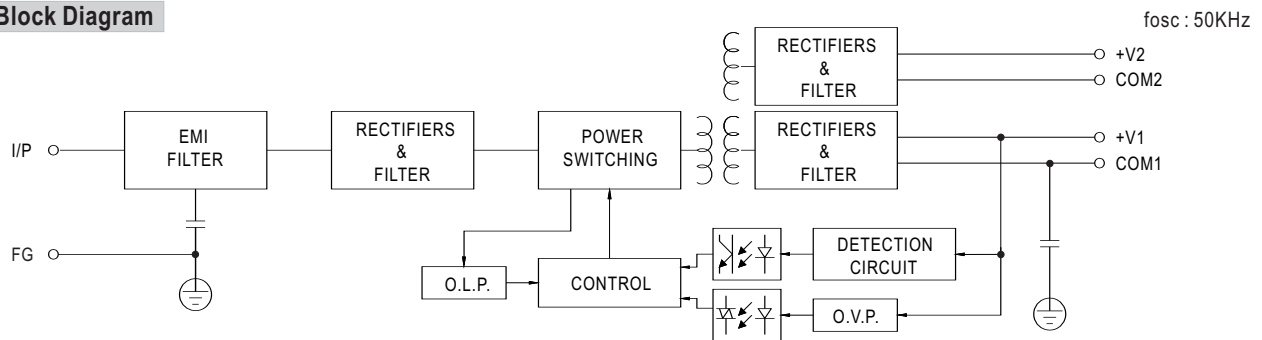 Block Diagram
fosc : 50KHz
RECTIFIERS
&
FILTER
+V2
COM2
I/P
EMI
FILTER
RECTIFIERS
&
FILTER
POWER
SWITCHING
RECTIFIERS
&
FILTER
+V1
COM1
FG
O.L.P.
CONTROL
DETECTION
CIRCUIT
O.V.P.